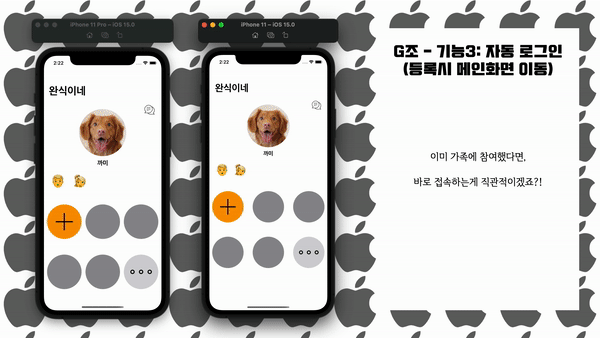 iPhone 11 Pro – iOS 15.0
2:22
완식이네
까미
iPhone 11 – iOS 15.0
2:22
완식이네
까미
G조 - 기능3: 자동 로그인
(등록시 메인화면 이동)
이미 가족에 참여했다면,
바로 접속하는게 직관적이겠죠?!